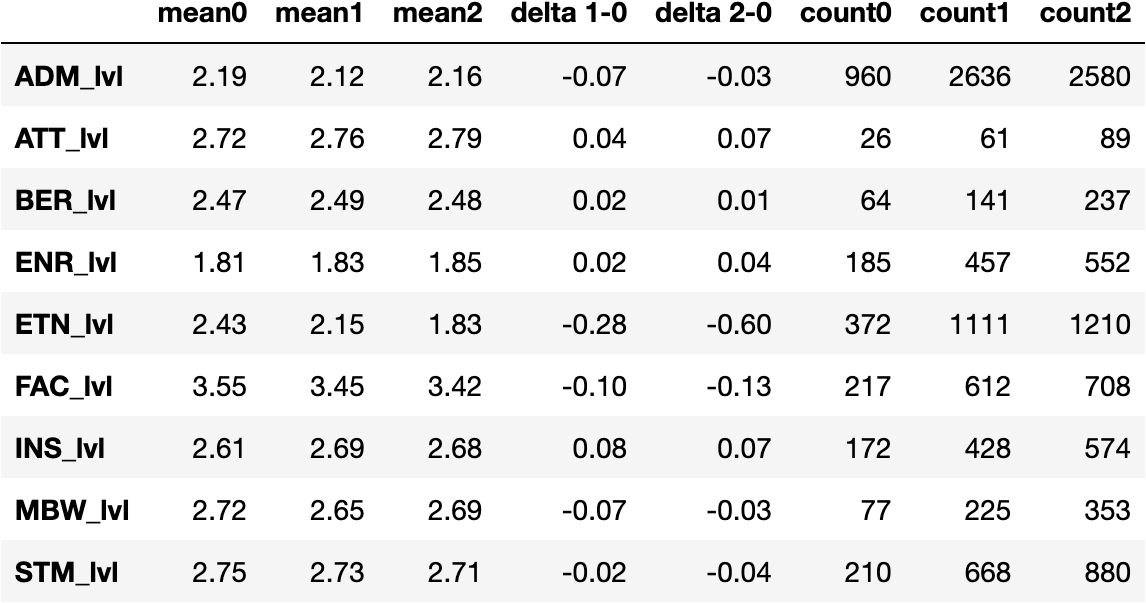 mean0 mean1 mean2 delta 1-0 delta 2-0 count0 count1 count2
ADM_lvl 2.19 2.12 2.16 -0.07 -0.03 960 2636 2580
ATT_lvl 2.72 2.76 2.79 0.04 0.07 26 61 89
BER_lvl 2.47 2.49 2.48 0.02 0.01 64 141 237
ENR_lvl 1.81 1.83 1.85 0.02 0.04 185 457 552
ETN_lvl 2.43 2.15 1.83 -0.28 -0.60 372 1111 1210
FAC_lvl 3.55 3.45 3.42 -0.10 -0.13 217 612 708
INS_lvl 2.61 2.69 2.68 0.08 0.07 172 428 574
MBW_lvl 2.72 2.65 2.69 -0.07 -0.03 77 225 353
STM_lvl 2.75 2.73 2.71 -0.02 -0.04 210 668 880